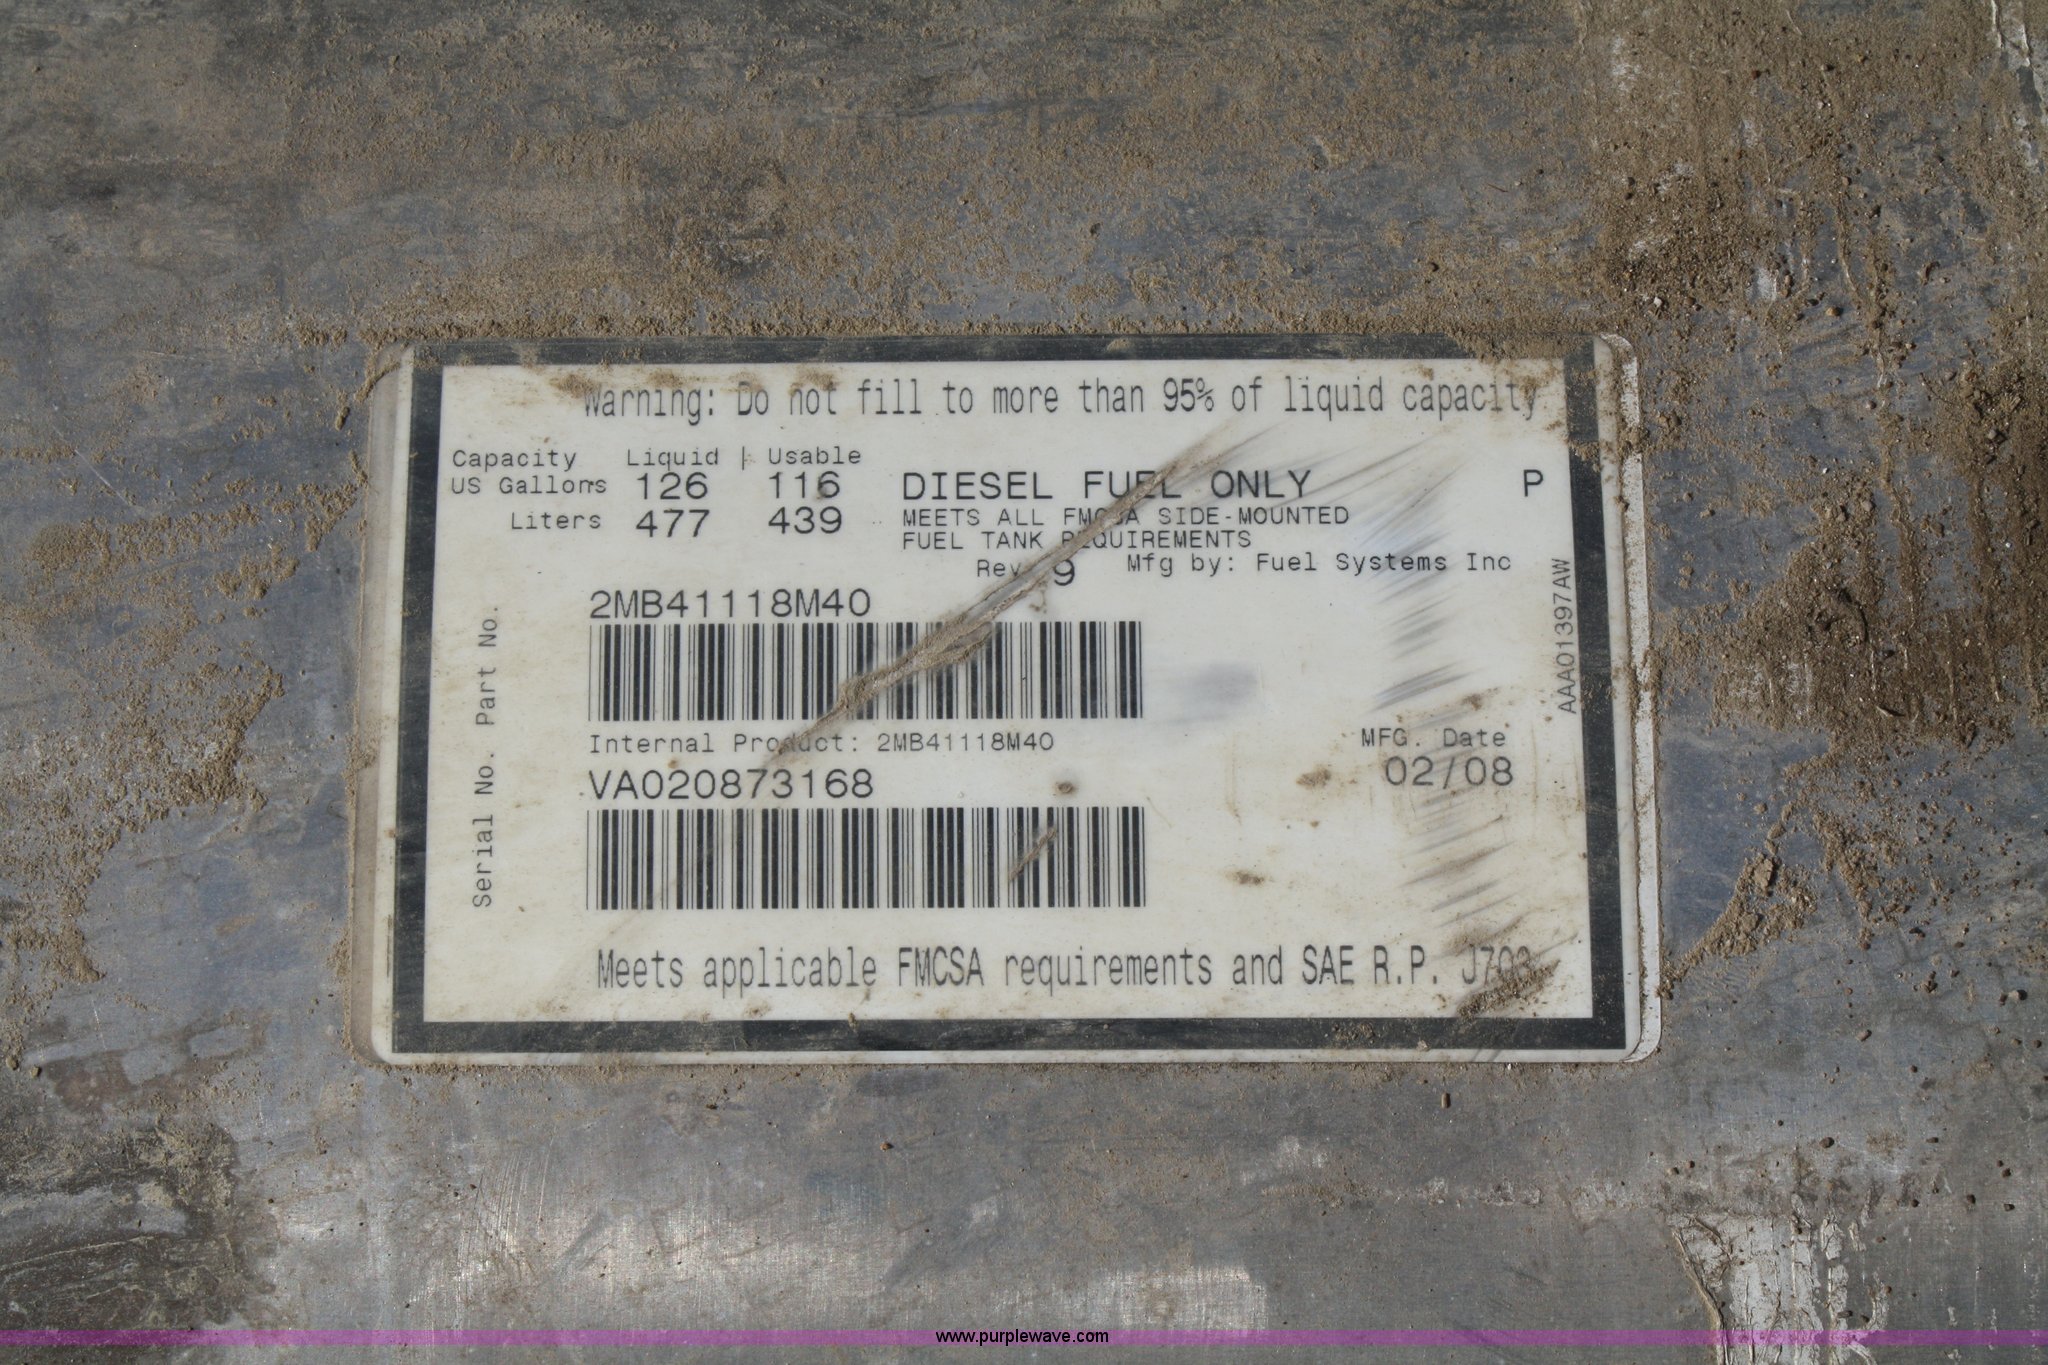 Warning: Do not fill to more than 95% of liquid capacity
Capacity Liquid | Usable
US Gallons 126 116
Liters 477 439
DIESEL FUEL ONLY P
MEETS ALL FMCSA SIDE-MOUNTED
FUEL TANK REQUIREMENTS
Rev 9 Mfg by: Fuel Systems Inc
AAA01397AW
Part No.
2MB41118M40
Internal Product: 2MB41118M40
Serial No.
VA020873168
MFG. Date
02/08
Meets applicable FMCSA requirements and SAE R.P. J703
www.purplewave.com